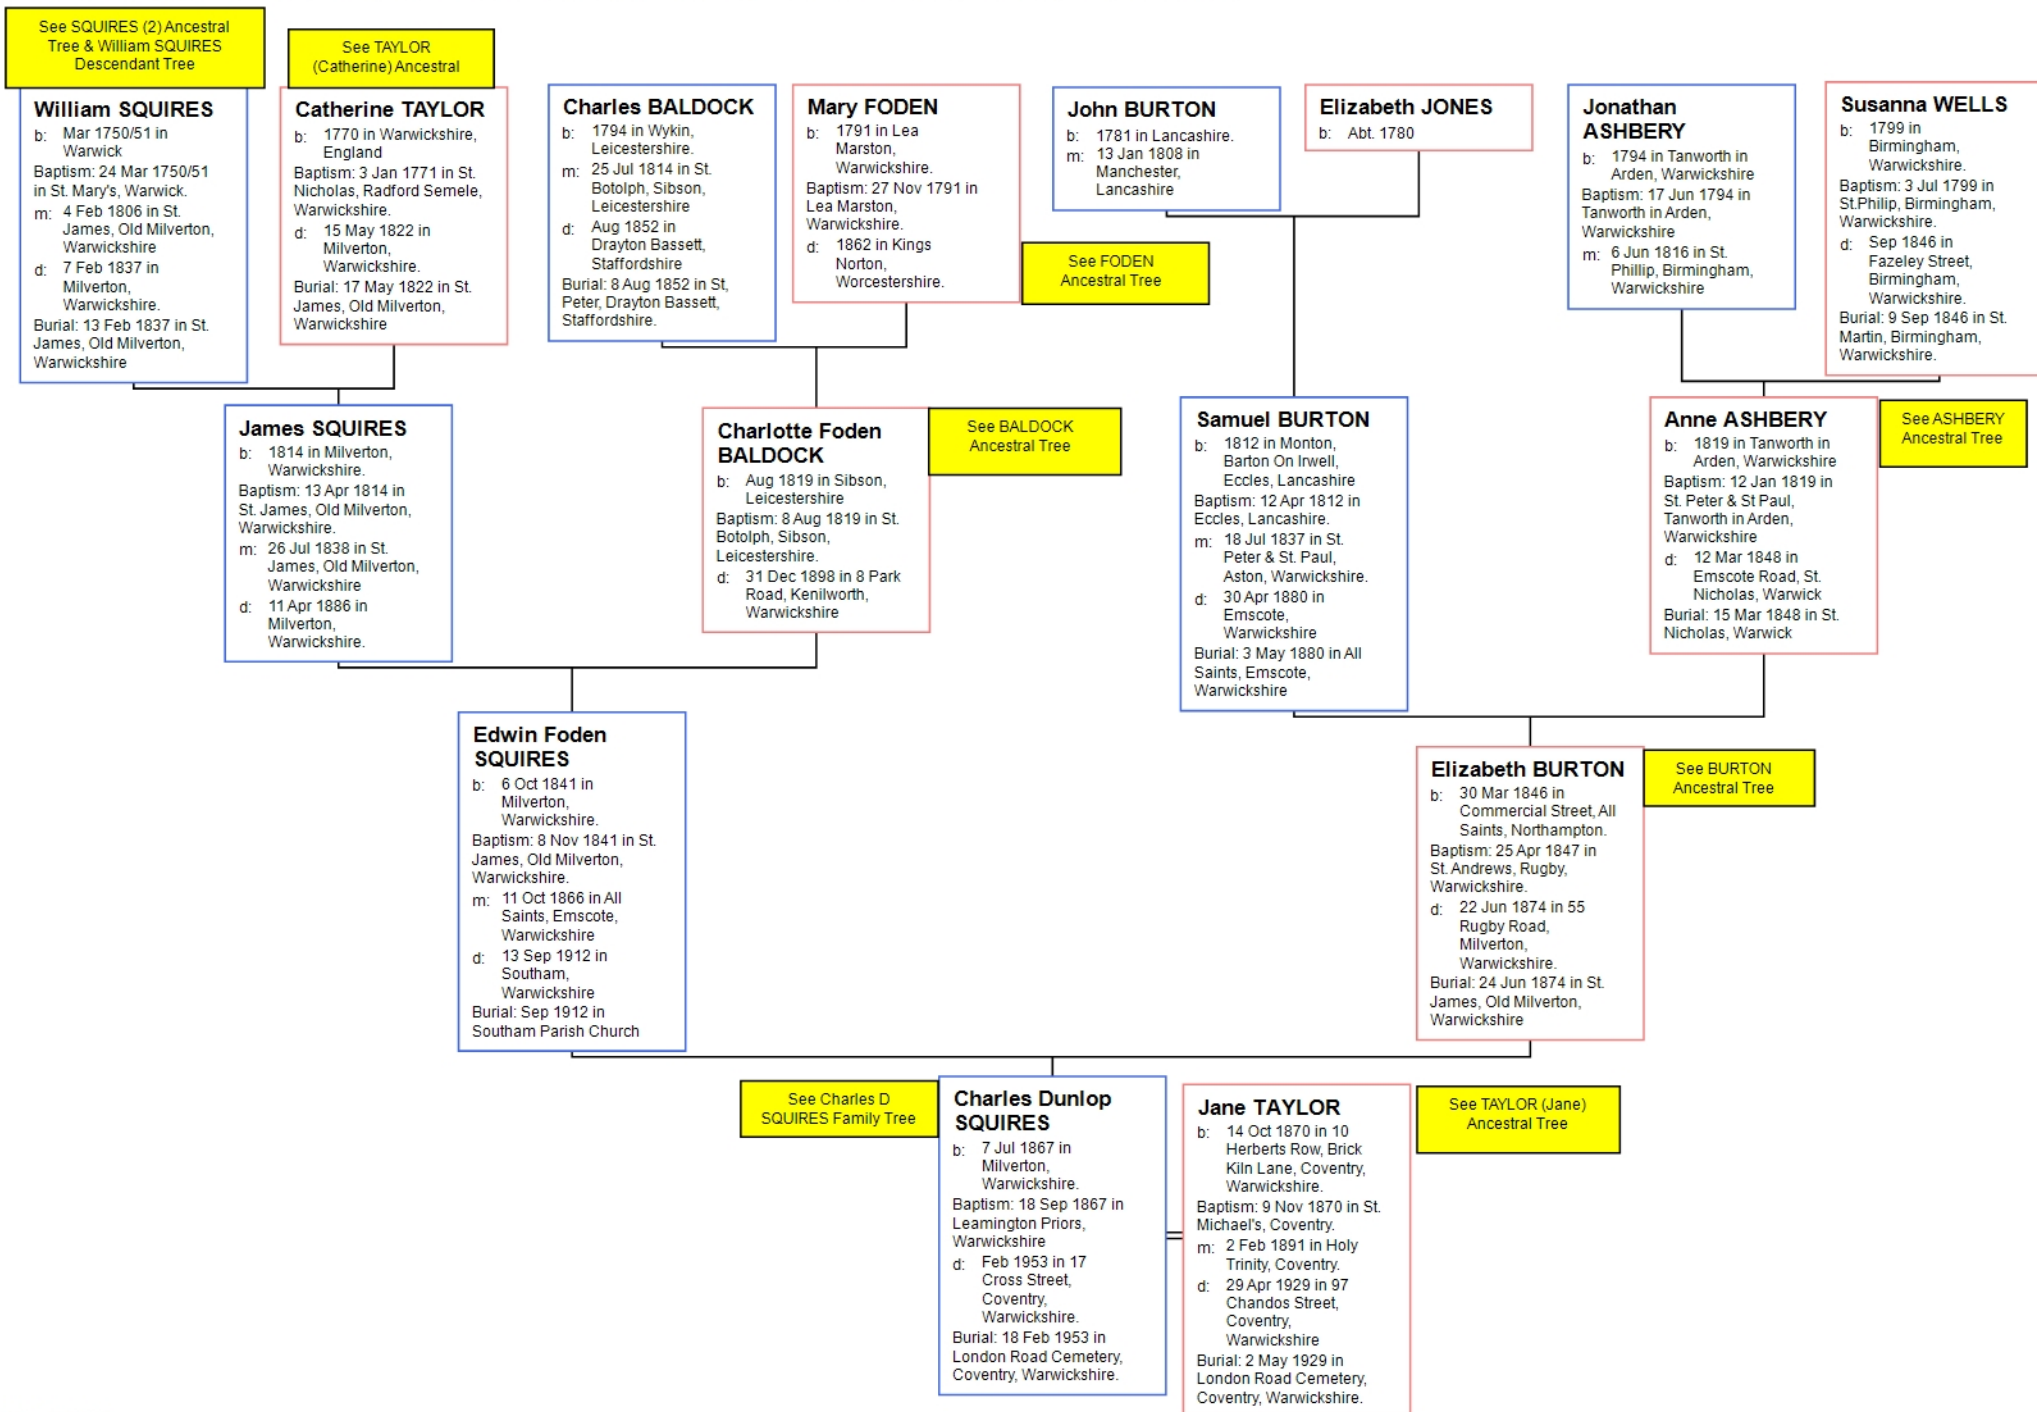 See SQUIRES (2) Ancestral
Tree & William SQUIRES
Descendant Tree
See TAYLOR
(Catherine) Ancestral
William SQUIRES
b: Mar 1750/51 in
Warwick
Baptism: 24 Mar 1750/51
in St. Mary's, Warwick.
m: 4 Feb 1806 in St.
James, Old Milverton,
Warwickshire
d: 7 Feb 1837 in
Milverton,
Warwickshire.
Burial: 13 Feb 1837 in St.
James, Old Milverton,
Warwickshire
Catherine TAYLOR
b: 1770 in Warwickshire,
England
Baptism: 3 Jan 1771 in St.
Nicholas, Radford Semele,
Warwickshire.
d: 15 May 1822 in
Milverton,
Warwickshire.
Burial: 17 May 1822 in St.
James, Old Milverton,
Warwickshire
Charles BALDOCK
b: 1794 in Wykin,
Leicestershire.
m: 25 Jul 1814 in St.
Botolph, Sibson,
Leicestershire
d: Aug 1852 in
Drayton Bassett,
Staffordshire
Burial: 8 Aug 1852 in St,
Peter, Drayton Bassett,
Staffordshire.
Mary FODEN
b: 1791 in Lea
Marston,
Warwickshire.
Baptism: 27 Nov 1791 in
Lea Marston,
Warwickshire.
d: 1862 in Kings
Norton,
Worcestershire.
See FODEN
Ancestral Tree
John BURTON
b: 1781 in Lancashire.
m: 13 Jan 1808 in
Manchester,
Lancashire
Elizabeth JONES
b: Abt. 1780
Jonathan
ASHBERY
b: 1794 in Tanworth in
Arden, Warwickshire
Baptism: 17 Jun 1794 in
Tanworth in Arden,
Warwickshire
m: 6 Jun 1816 in St.
Phillip, Birmingham,
Warwickshire
Susanna WELLS
b: 1799 in
Birmingham,
Warwickshire.
Baptism: 3 Jul 1799 in
St.Philip, Birmingham,
Warwickshire.
d: Sep 1846 in
Fazeley Street,
Birmingham,
Warwickshire.
Burial: 9 Sep 1846 in St.
Martin, Birmingham,
Warwickshire.
James SQUIRES
b: 1814 in Milverton,
Warwickshire.
Baptism: 13 Apr 1814 in
St. James, Old Milverton,
Warwickshire.
m: 26 Jul 1838 in St.
James, Old Milverton,
Warwickshire
d: 11 Apr 1886 in
Milverton,
Warwickshire.
Charlotte Foden
BALDOCK
b: Aug 1819 in Sibson,
Leicestershire
Baptism: 8 Aug 1819 in St.
Botolph, Sibson,
Leicestershire.
d: 31 Dec 1898 in 8 Park
Road, Kenilworth,
Warwickshire
See BALDOCK
Ancestral Tree
Samuel BURTON
b: 1812 in Monton,
Barton On Irwell,
Eccles, Lancashire
Baptism: 12 Apr 1812 in
Eccles, Lancashire.
m: 18 Jul 1837 in St.
Peter & St. Paul,
Aston, Warwickshire.
d: 30 Apr 1880 in
Emscote,
Warwickshire
Burial: 3 May 1880 in All
Saints, Emscote,
Warwickshire
Anne ASHBERY
b: 1819 in Tanworth in
Arden, Warwickshire
Baptism: 12 Jan 1819 in
St. Peter & St Paul,
Tanworth in Arden,
Warwickshire
d: 12 Mar 1848 in
Emscote Road, St.
Nicholas, Warwick
Burial: 15 Mar 1848 in St.
Nicholas, Warwick
See ASHBERY
Ancestral Tree
Edwin Foden
SQUIRES
b: 6 Oct 1841 in
Milverton,
Warwickshire.
Baptism: 8 Nov 1841 in St.
James, Old Milverton,
Warwickshire.
m: 11 Oct 1866 in All
Saints, Emscote,
Warwickshire
d: 13 Sep 1912 in
Southam,
Warwickshire
Burial: Sep 1912 in
Southam Parish Church
Elizabeth BURTON
b: 30 Mar 1846 in
Commercial Street, All
Saints, Northampton.
Baptism: 25 Apr 1847 in
St. Andrews, Rugby,
Warwickshire.
d: 22 Jun 1874 in 55
Rugby Road,
Milverton,
Warwickshire.
Burial: 24 Jun 1874 in St.
James, Old Milverton,
Warwickshire
See BURTON
Ancestral Tree
See Charles D
SQUIRES Family Tree
Charles Dunlop
SQUIRES
b: 7 Jul 1867 in
Milverton,
Warwickshire.
Baptism: 18 Sep 1867 in
Leamington Priors,
Warwickshire
d: Feb 1953 in 17
Cross Street,
Coventry,
Warwickshire.
Burial: 18 Feb 1953 in
London Road Cemetery,
Coventry, Warwickshire.
Jane TAYLOR
b: 14 Oct 1870 in 10
Herberts Row, Brick
Kiln Lane, Coventry,
Warwickshire.
Baptism: 9 Nov 1870 in St.
Michael's, Coventry.
m: 2 Feb 1891 in Holy
Trinity, Coventry.
d: 29 Apr 1929 in 97
Chandos Street,
Coventry,
Warwickshire
Burial: 2 May 1929 in
London Road Cemetery,
Coventry, Warwickshire.
See TAYLOR (Jane)
Ancestral Tree